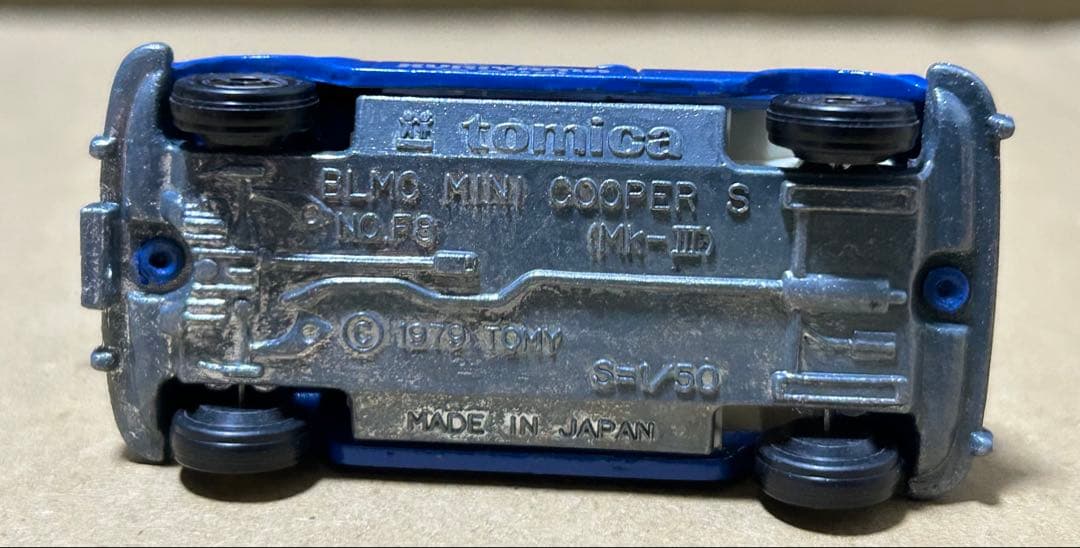 tomica
BLMC MINI COOPER S
NO.F8 (Mk-III)
© 1979 TOMY
S=1/50
MADE IN JAPAN